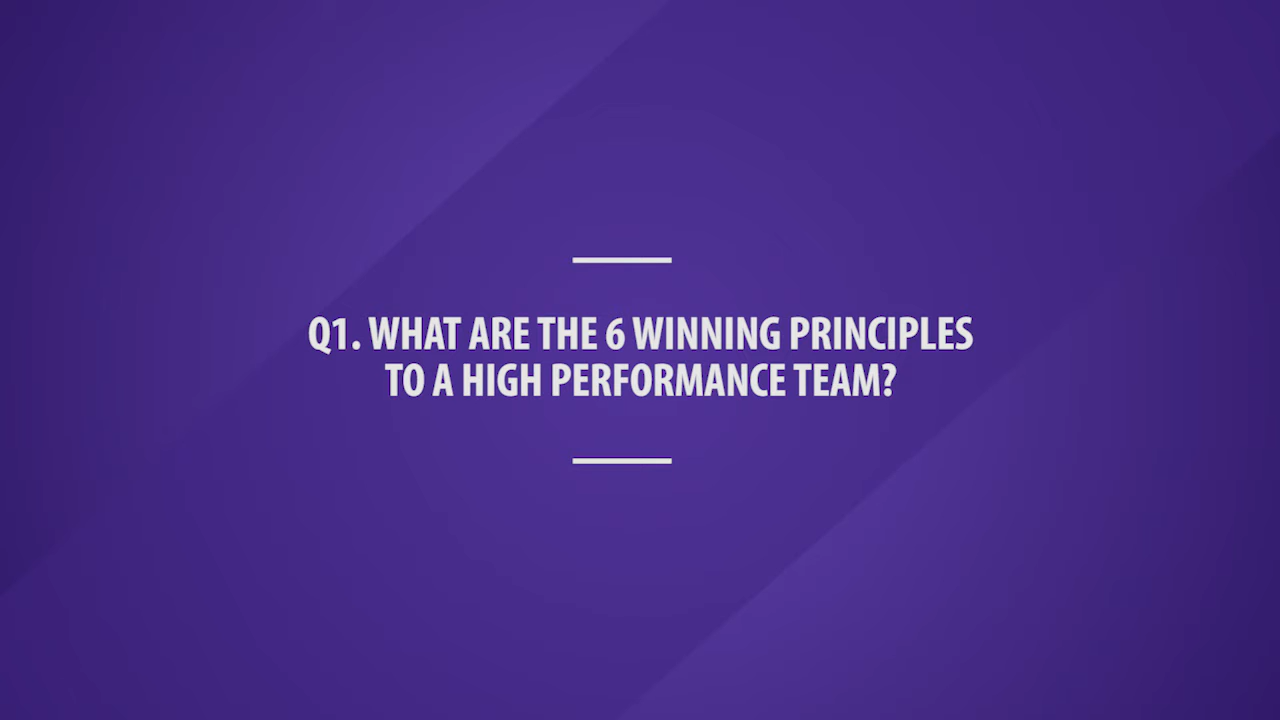 Q1. WHAT ARE THE 6 WINNING PRINCIPLES
TO A HIGH PERFORMANCE TEAM?